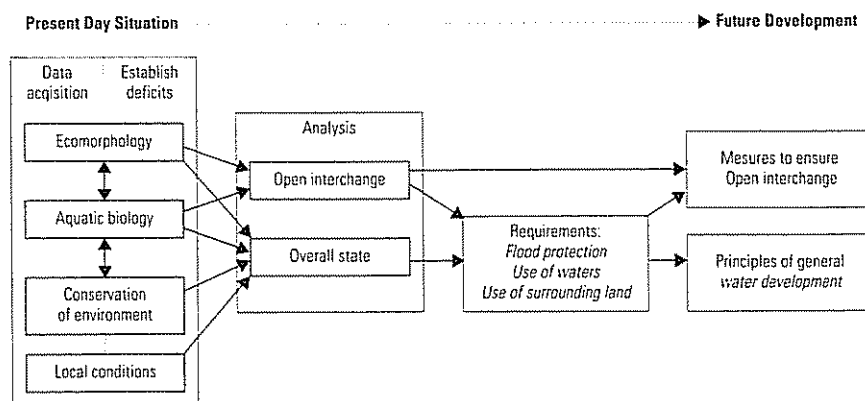 Present Day Situation
Future Development
Data
acqisition
Establish
deficits
Ecomorphology
Aquatic biology
Conservation
of environment
Local conditions
Analysis
Open interchange
Overall state
Requirements:
Flood protection
Use of waters
Use of surrounding land
Mesures to ensure
Open interchange
Principles of general
water development